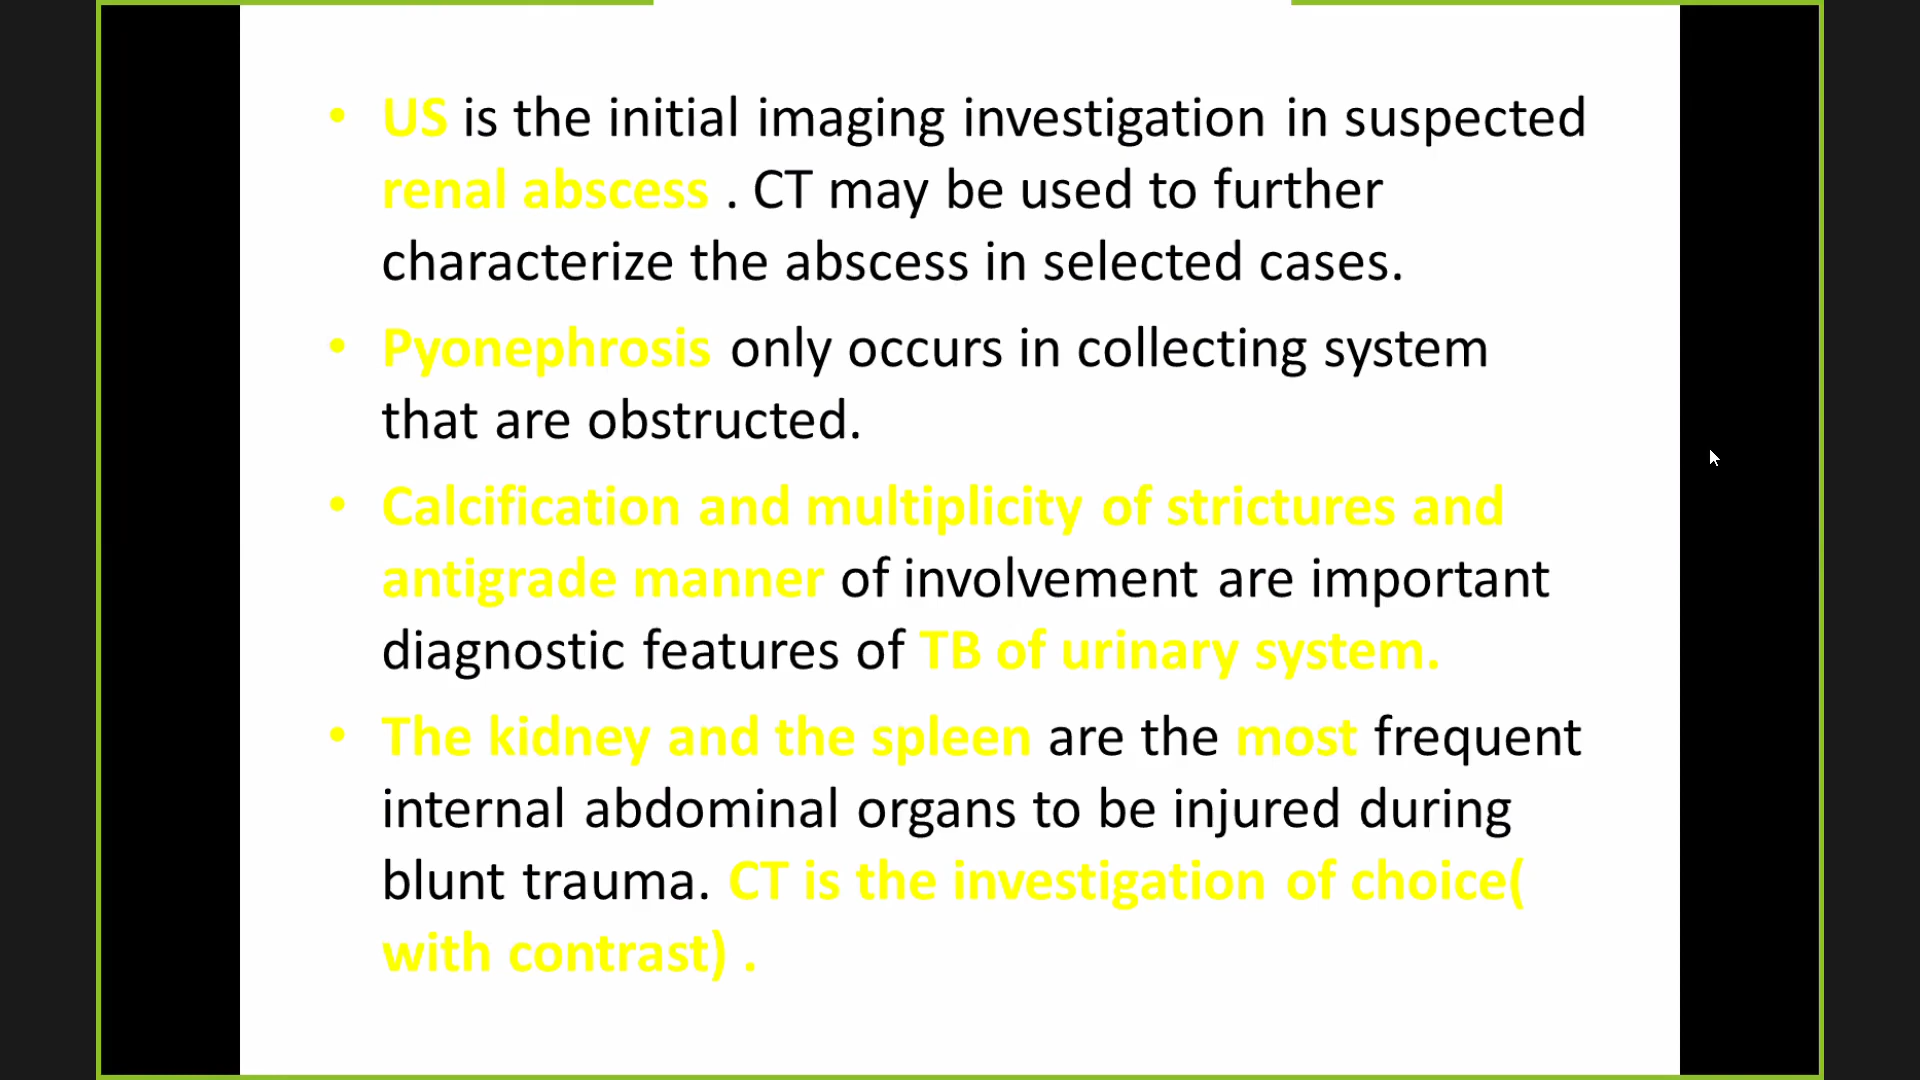 • US is the initial imaging investigation in suspected
renal abscess . CT may be used to further
characterize the abscess in selected cases.
• Pyonephrosis only occurs in collecting system
that are obstructed.
• Calcification and multiplicity of strictures and
antigrade manner of involvement are important
diagnostic features of TB of urinary system.
• The kidney and the spleen are the most frequent
internal abdominal organs to be injured during
blunt trauma. CT is the investigation of choice(
with contrast) .